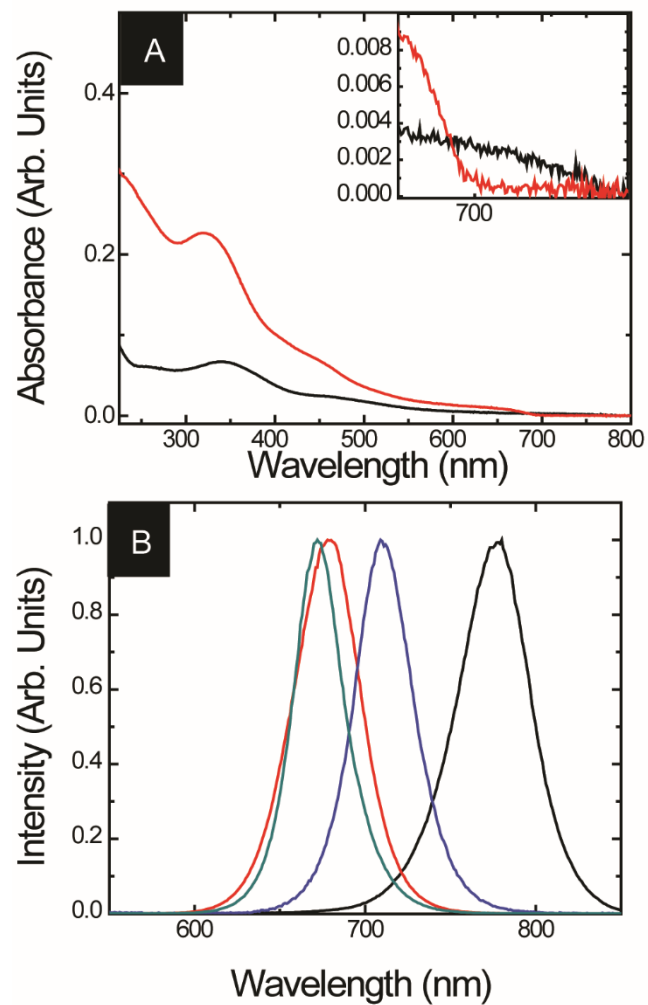 A
Absorbance (Arb. Units)
0.4
0.2
0.0
0.008
0.006
0.004
0.002
0.000
700
300 400 500 600 700 800
Wavelength (nm)
B
Intensity (Arb. Units)
1.0
0.8
0.6
0.4
0.2
0.0
600 700 800
Wavelength (nm)